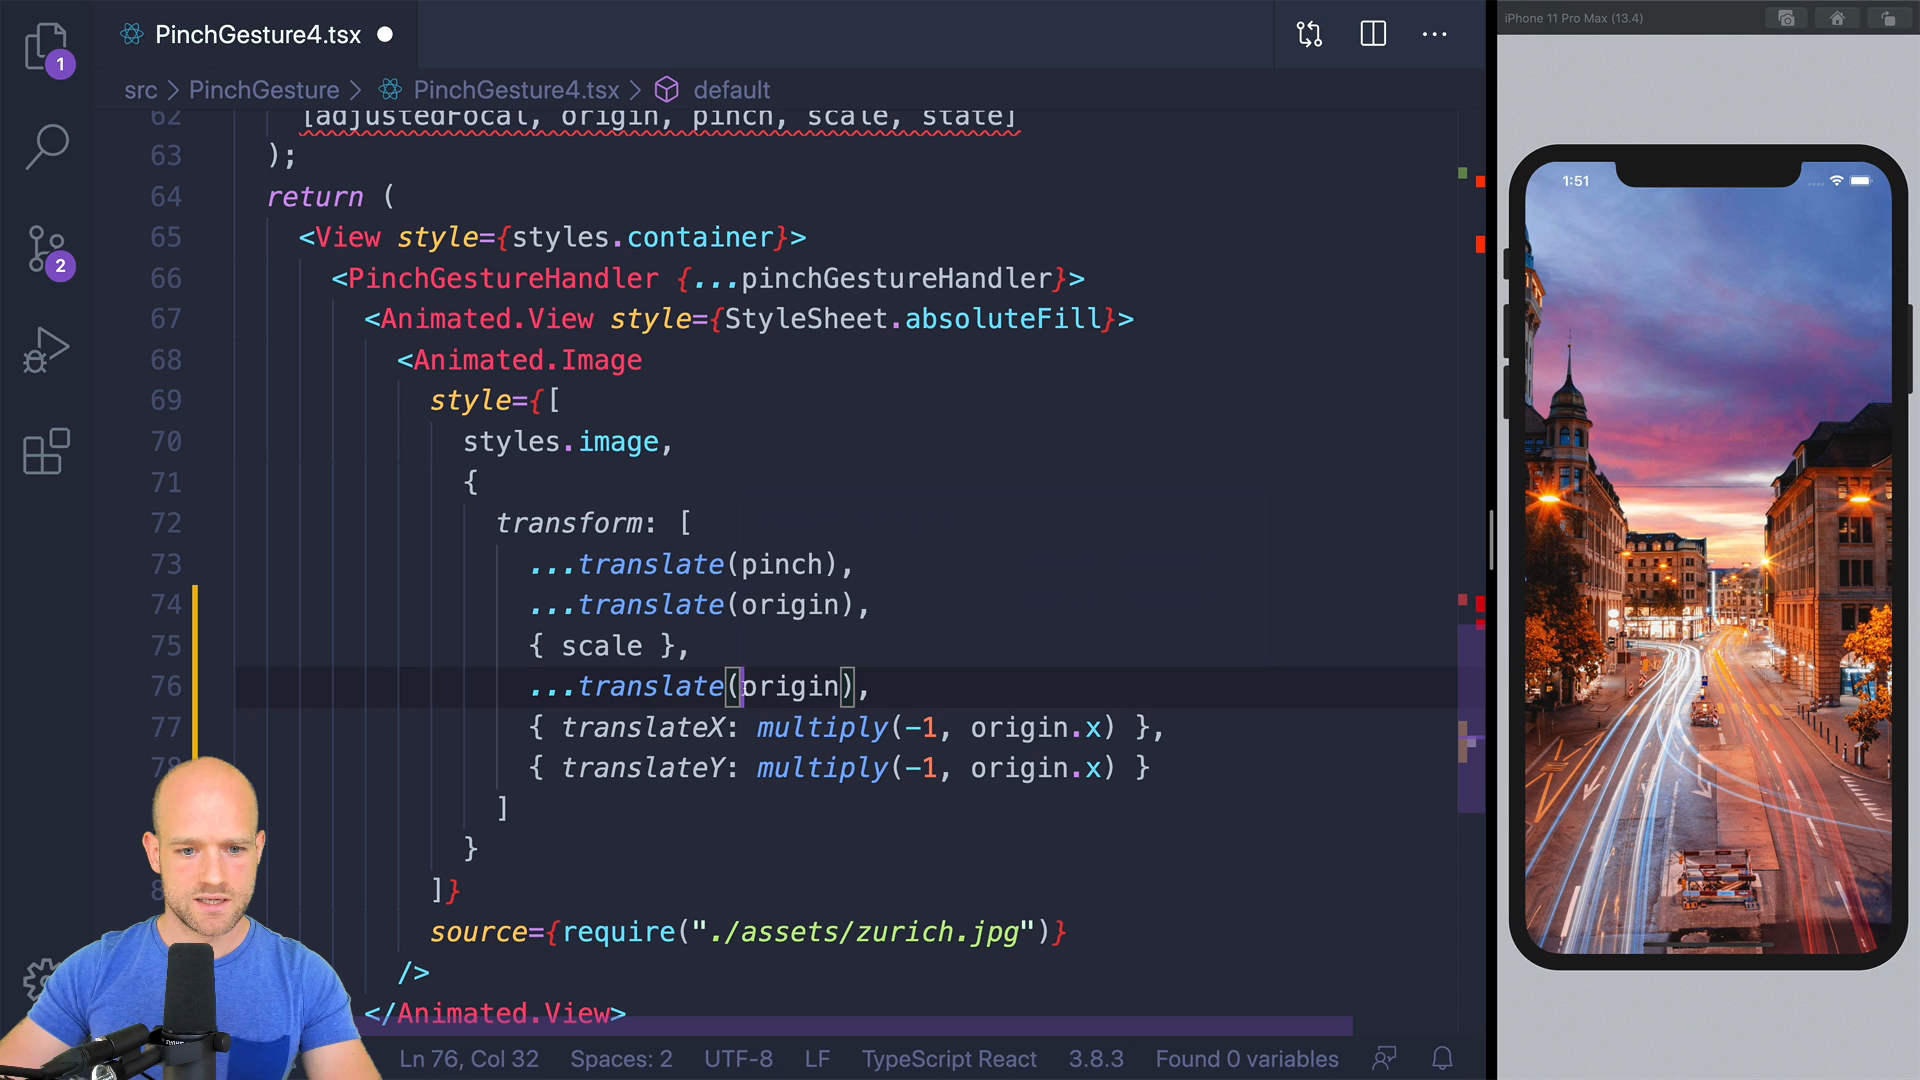 PinchGesture4.tsx
iPhone 11 Pro Max (13.4)
1
src > PinchGesture > PinchGesture4.tsx > default
62 [adjustedFocal, origin, pinch, scale, state]
63 );
64 return (
65 <View style={styles.container}>
66 <PinchGestureHandler {...pinchGestureHandler}>
67 <Animated.View style={StyleSheet.absoluteFill}>
68 <Animated.Image
69 style={[
70 styles.image,
71 {
72 transform: [
73 ...translate(pinch),
74 ...translate(origin),
75 { scale },
76 ...translate(origin),
77 { translateX: multiply(-1, origin.x) },
78 { translateY: multiply(-1, origin.x) }
]
}
]}
source={require("./assets/zurich.jpg")}
/>
</Animated.View>
2
1:51
Ln 76, Col 32 Spaces: 2 UTF-8 LF TypeScript React 3.8.3 Found 0 variables